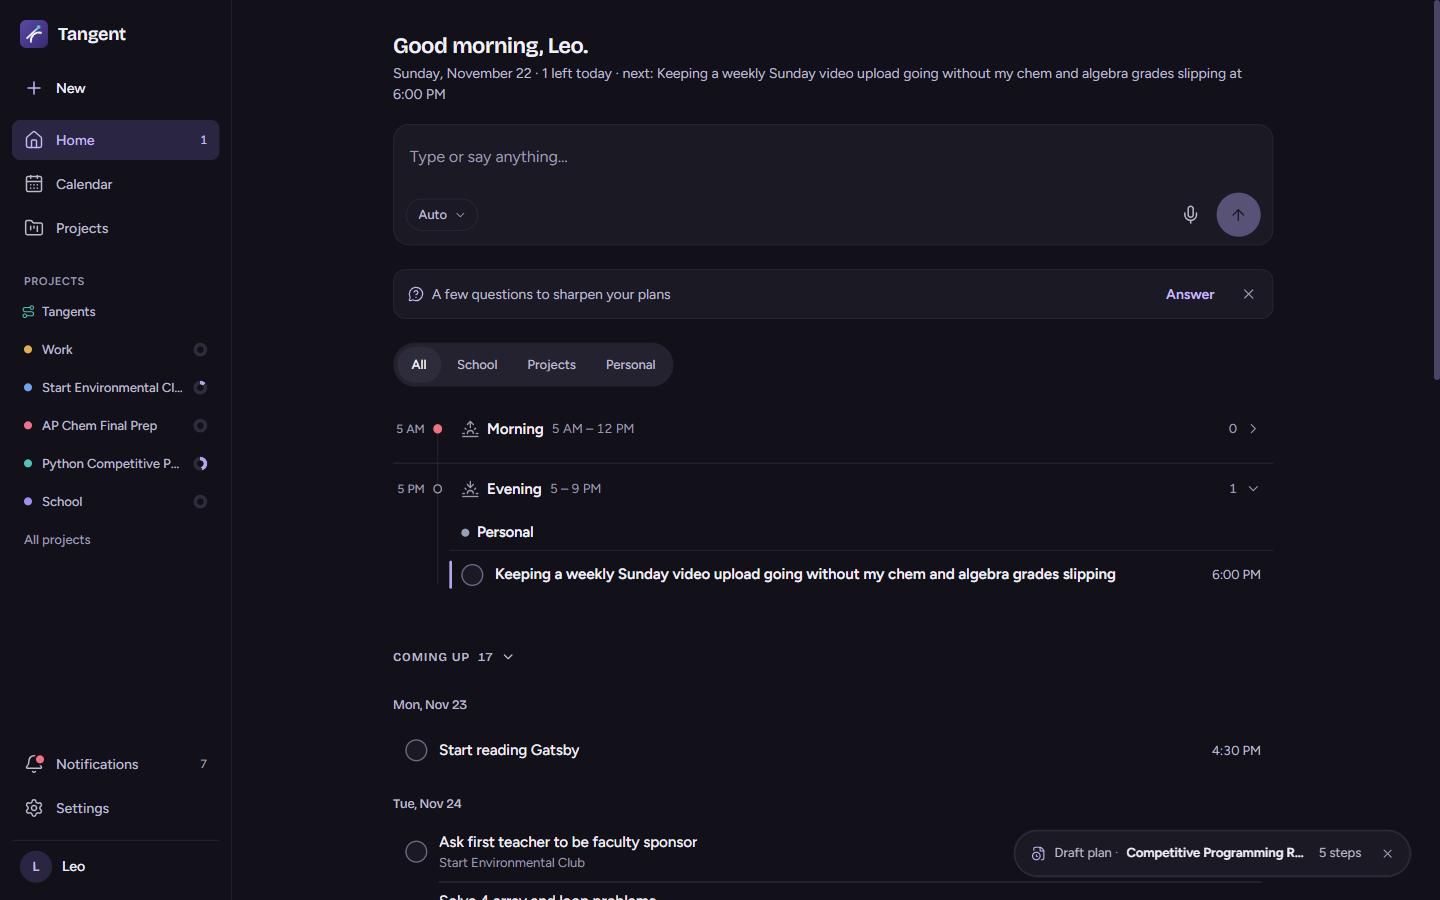 Tangent
New
Home 1
Calendar
Projects
PROJECTS
Tangents
Work
Start Environmental Cl...
AP Chem Final Prep
Python Competitive P...
School
All projects
Notifications 7
Settings
L Leo
Good morning, Leo.
Sunday, November 22 · 1 left today · next: Keeping a weekly Sunday video upload going without my chem and algebra grades slipping at
6:00 PM
Type or say anything...
Auto
A few questions to sharpen your plans Answer
All School Projects Personal
5 AM Morning 5 AM – 12 PM 0
5 PM Evening 5 – 9 PM 1
Personal
Keeping a weekly Sunday video upload going without my chem and algebra grades slipping 6:00 PM
COMING UP 17
Mon, Nov 23
Start reading Gatsby 4:30 PM
Tue, Nov 24
Ask first teacher to be faculty sponsor
Start Environmental Club
Draft plan · Competitive Programming R... 5 steps
Solve 4 array and loop problems